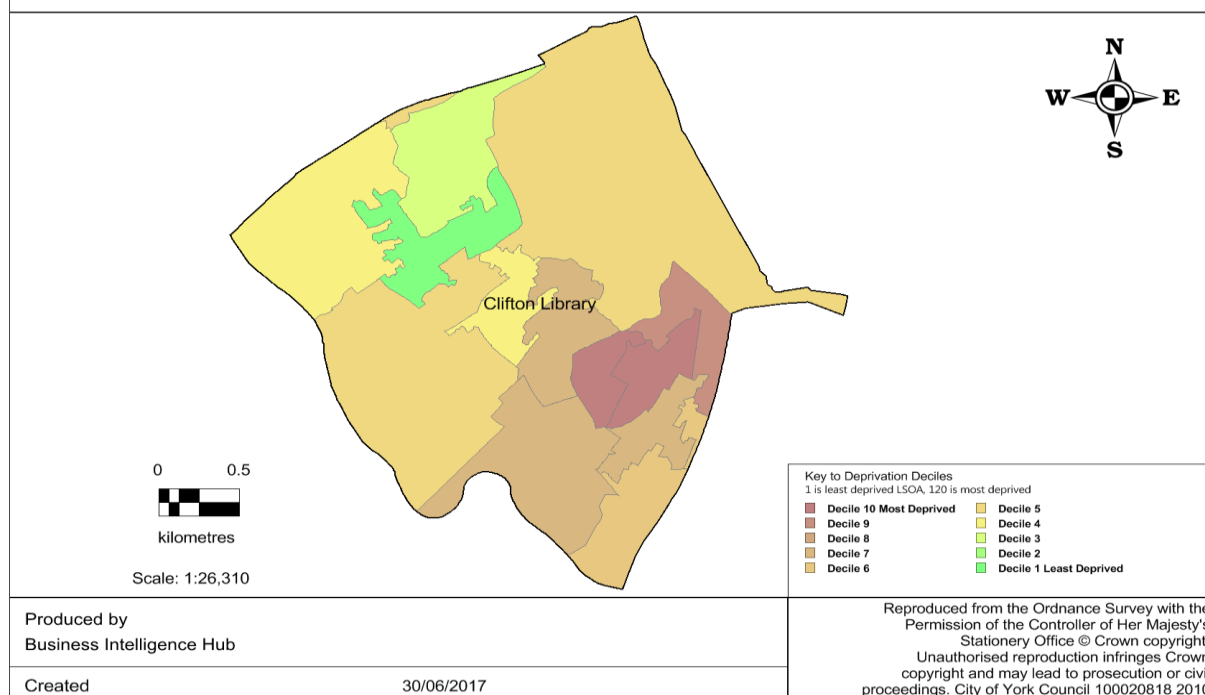 N
W E
S
Clifton Library
0 0.5
kilometres
Scale: 1:26,310
Key to Deprivation Deciles
1 is least deprived LSOA, 120 is most deprived
Decile 10 Most Deprived
Decile 9
Decile 8
Decile 7
Decile 6
Decile 5
Decile 4
Decile 3
Decile 2
Decile 1 Least Deprived
Produced by
Business Intelligence Hub
Created 30/06/2017
Reproduced from the Ordnance Survey with the
Permission of the Controller of Her Majesty's
Stationery Office © Crown copyright
Unauthorised reproduction infringes Crown
copyright and may lead to prosecution or civi
proceedings. City of York Council 100020818 2010